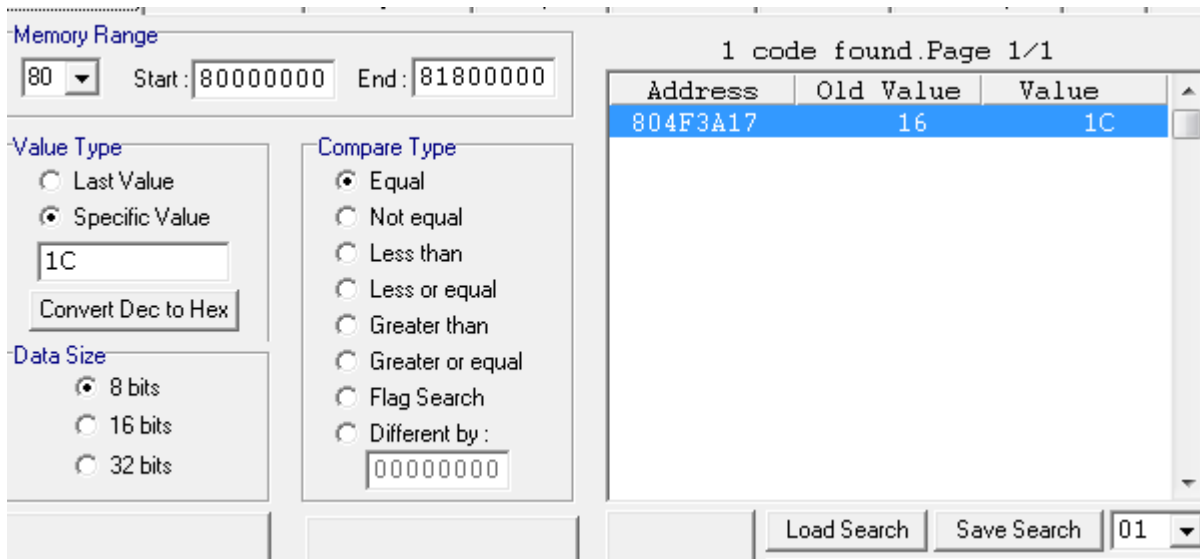 Memory Range
80
Start : 80000000
End : 81800000
Value Type
Last Value
Specific Value
1C
Convert Dec to Hex
Data Size
8 bits
16 bits
32 bits
Compare Type
Equal
Not equal
Less than
Less or equal
Greater than
Greater or equal
Flag Search
Different by :
00000000
1 code found.Page 1/1
Address Old Value Value
804F3A17 16 1C
Load Search
Save Search
01